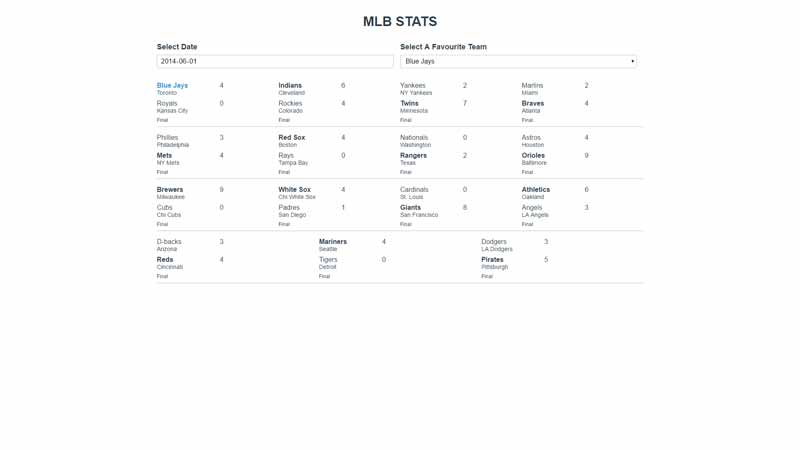 MLB STATS
Select Date
2014-06-01
Select A Favourite Team
Blue Jays
Blue Jays 4
Toronto
Royals 0
Kansas City
Final
Indians 6
Cleveland
Rockies 4
Colorado
Final
Yankees 2
NY Yankees
Twins 7
Minnesota
Final
Marlins 2
Miami
Braves 4
Atlanta
Final
Phillies 3
Philadelphia
Mets 4
NY Mets
Final
Red Sox 4
Boston
Rays 0
Tampa Bay
Final
Nationals 0
Washington
Rangers 2
Texas
Final
Astros 4
Houston
Orioles 9
Baltimore
Final
Brewers 9
Milwaukee
Cubs 0
Chi Cubs
Final
White Sox 4
Chi White Sox
Padres 1
San Diego
Final
Cardinals 0
St. Louis
Giants 8
San Francisco
Final
Athletics 6
Oakland
Angels 3
LA Angels
Final
D-backs 3
Arizona
Reds 4
Cincinnati
Final
Mariners 4
Seattle
Tigers 0
Detroit
Final
Dodgers 3
LA Dodgers
Pirates 5
Pittsburgh
Final